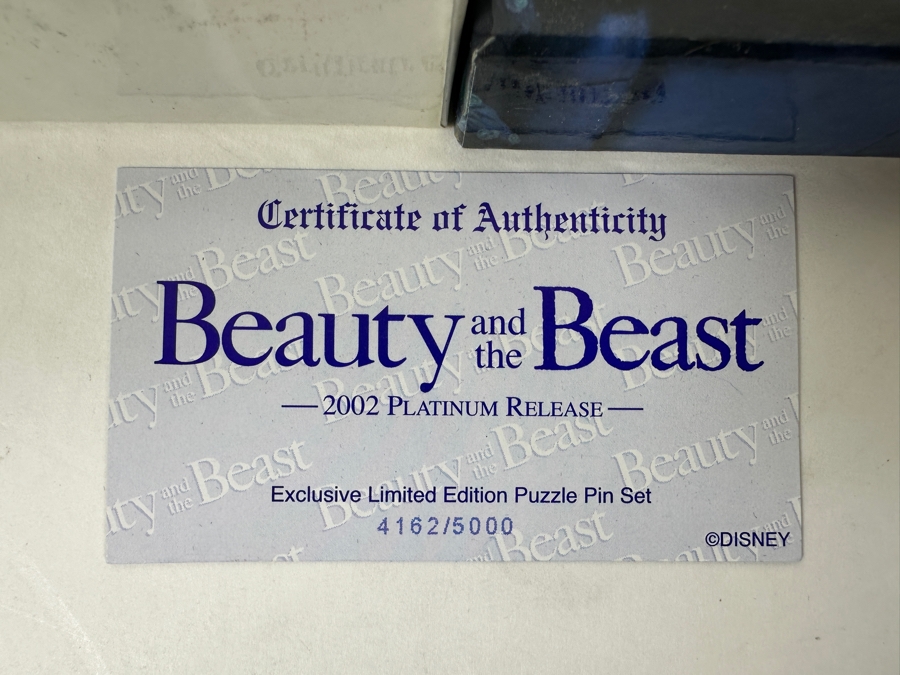 Certificate of Authenticity
Beauty and the Beast
2002 PLATINUM RELEASE
Exclusive Limited Edition Puzzle Pin Set
4162/5000
©DISNEY